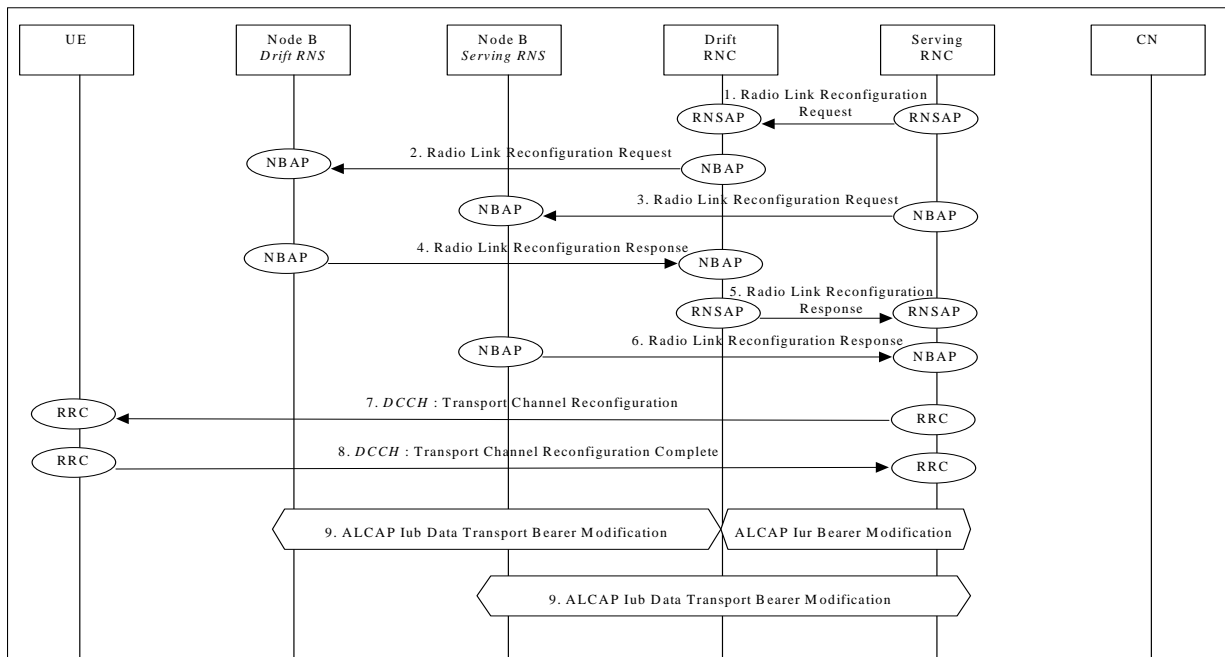 UE
Node B
Drift RNS
Node B
Serving RNS
Drift
RNC
Serving
RNC
CN
1. Radio Link Reconfiguration
Request
RNSAP
RNSAP
2. Radio Link Reconfiguration Request
NBAP
NBAP
3. Radio Link Reconfiguration Request
NBAP
NBAP
4. Radio Link Reconfiguration Response
NBAP
NBAP
5. Radio Link Reconfiguration
Response
RNSAP
RNSAP
6. Radio Link Reconfiguration Response
NBAP
NBAP
7. DCCH : Transport Channel Reconfiguration
RRC
RRC
8. DCCH : Transport Channel Reconfiguration Complete
RRC
RRC
9. ALCAP Iub Data Transport Bearer Modification
ALCAP Iur Bearer Modification
9. ALCAP Iub Data Transport Bearer Modification